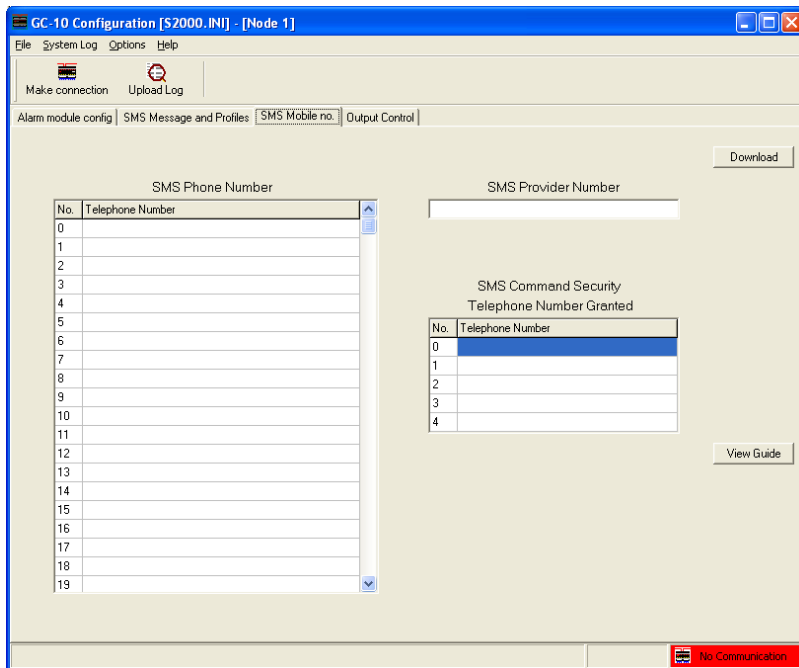 GC-10 Configuration [S2000.INI] - [Node 1]
File System Log Options Help
Make connection Upload Log
Alarm module config SMS Message and Profiles SMS Mobile no. Output Control
Download
SMS Phone Number
No. Telephone Number
0
1
2
3
4
5
6
7
8
9
10
11
12
13
14
15
16
17
18
19
SMS Provider Number
SMS Command Security
Telephone Number Granted
No. Telephone Number
0
1
2
3
4
View Guide
No Communication